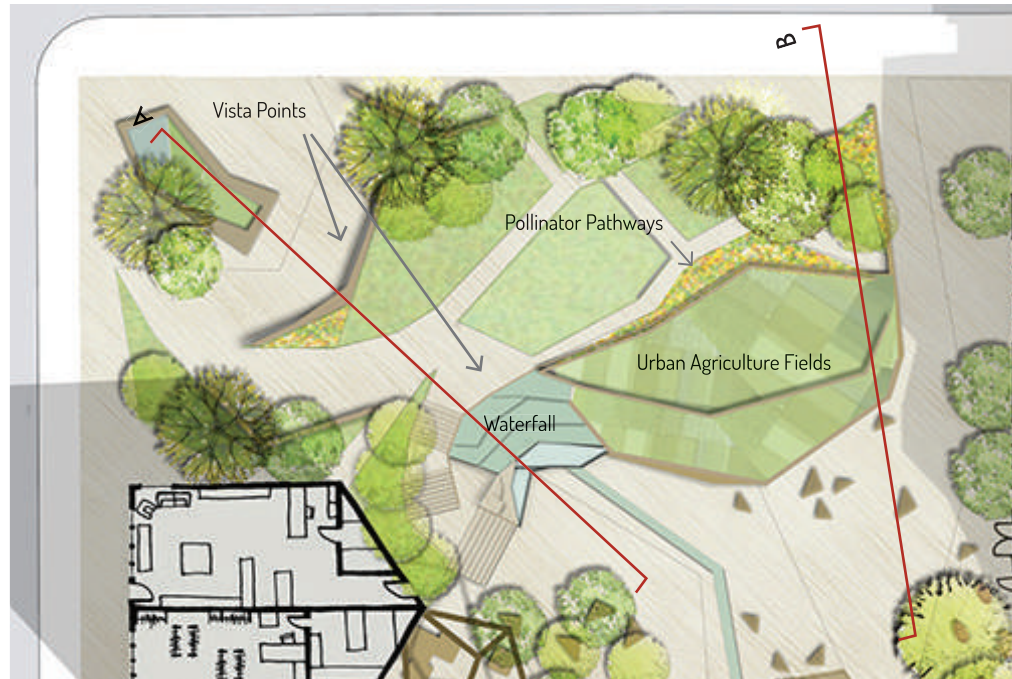 B
A
Vista Points
Pollinator Pathways
Urban Agriculture Fields
Waterfall